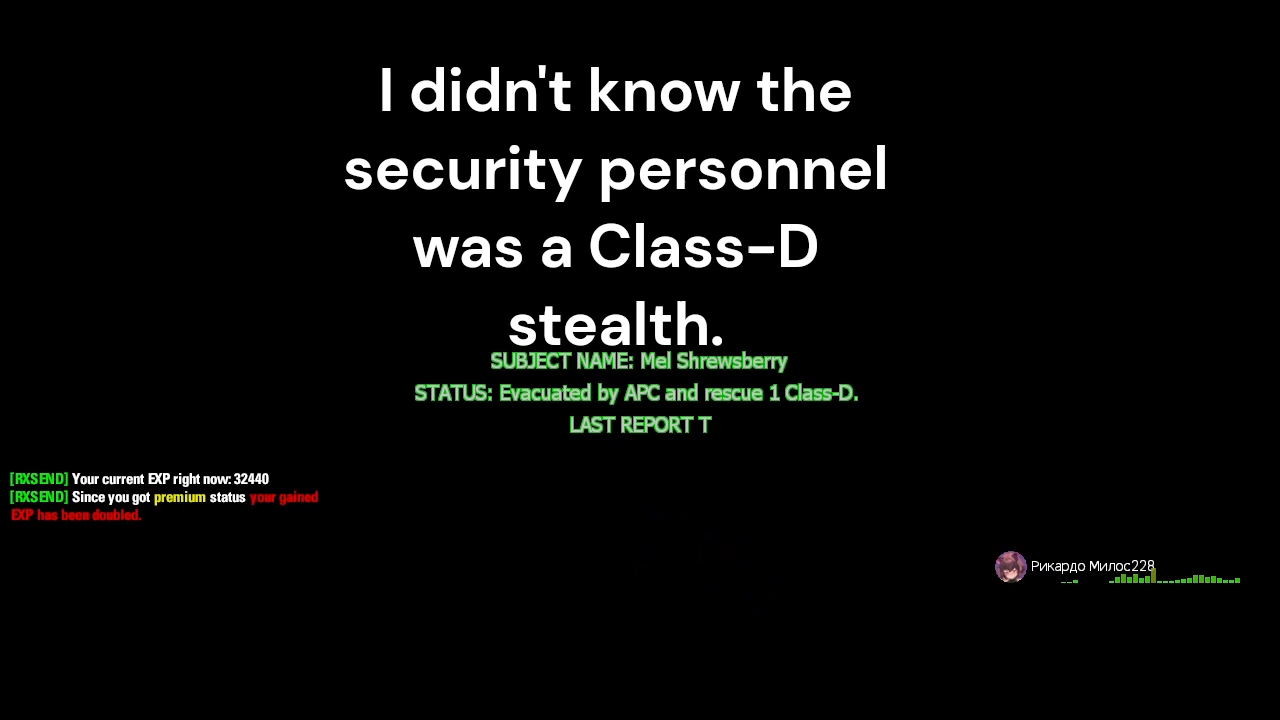 I didn't know the
security personnel
was a Class-D
stealth.
SUBJECT NAME: Mel Shrewsberry
STATUS: Evacuated by APC and rescue 1 Class-D.
LAST REPORT T
[RXSEND] Your current EXP right now: 32440
[RXSEND] Since you got premium status your gained
EXP has been doubled.
Рикардо Милос228